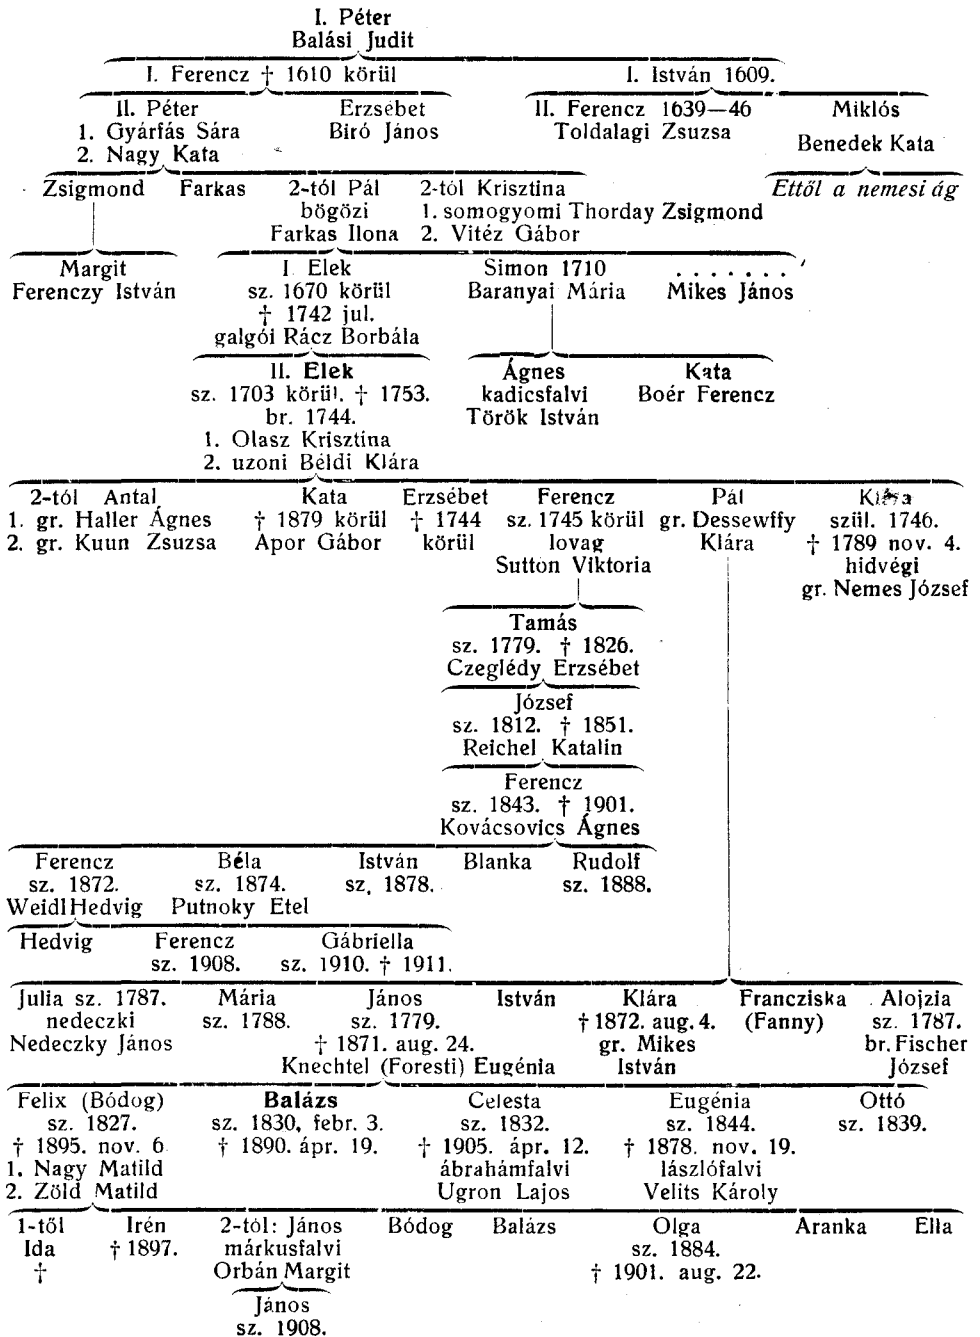 I. Péter
Balási Judit
I. Ferencz † 1610 körül I. István 1609.
II. Péter Erzsébet II. Ferencz 1639—46 Miklós
1. Gyárfás Sára Biró János Toldalagi Zsuzsa Benedek Kata
2. Nagy Kata
Zsigmond Farkas 2-tól Pál 2-tól Krisztina Ettől a nemesi ág
bögözi 1. somogyomi Thorday Zsigmond
Farkas Ilona 2. Vitéz Gábor
Margit I. Elek Simon 1710 . . . . . . .
Ferenczy István sz. 1670 körül Baranyai Mária Mikes János
† 1742 jul.
galgói Rácz Borbála
II. Elek Ágnes Kata
sz. 1703 körül. † 1753. kadicsfalvi Boér Ferencz
br. 1744. Török István
1. Olasz Krisztina
2. uzoni Béldi Klára
2-tól Antal Kata Erzsébet Ferencz Pál Klára
1. gr. Haller Ágnes † 1879 körül † 1744 sz. 1745 körül gr. Dessewffy szül. 1746.
2. gr. Kuun Zsuzsa Apor Gábor körül lovag Klára † 1789 nov. 4.
Sutton Viktoria hidvégi
gr. Nemes József
Tamás
sz. 1779. † 1826.
Czeglédy Erzsébet
József
sz. 1812. † 1851.
Reichel Katalin
Ferencz
sz. 1843. † 1901.
Kovácsovics Ágnes
Ferencz Béla István Blanka Rudolf
sz. 1872. sz. 1874. sz. 1878. sz. 1888.
Weidl Hedvig Putnoky Etel
Hedvig Ferencz Gábriella
sz. 1908. sz. 1910. † 1911.
Julia sz. 1787. Mária János István Klára Francziska Alojzia
nedeczki sz. 1788. sz. 1779. † 1872. aug. 4. (Fanny) sz. 1787.
Nedeczky János † 1871. aug. 24. gr. Mikes br. Fischer
Knechtel (Foresti) Eugénia István József
Felix (Bódog) Balázs Celesta Eugénia Ottó
sz. 1827. sz. 1830, febr. 3. sz. 1832. sz. 1844. sz. 1839.
† 1895. nov. 6 † 1890. ápr. 19. † 1905. ápr. 12. † 1878. nov. 19.
1. Nagy Matild ábrahámfalvi lászlófalvi
2. Zöld Matild Ugron Lajos Velits Károly
1-től Irén 2-tól: János Bódog Balázs Olga Aranka Ella
Ida † 1897. márkusfalvi sz. 1884.
† Orbán Margit † 1901. aug. 22.
János
sz. 1908.